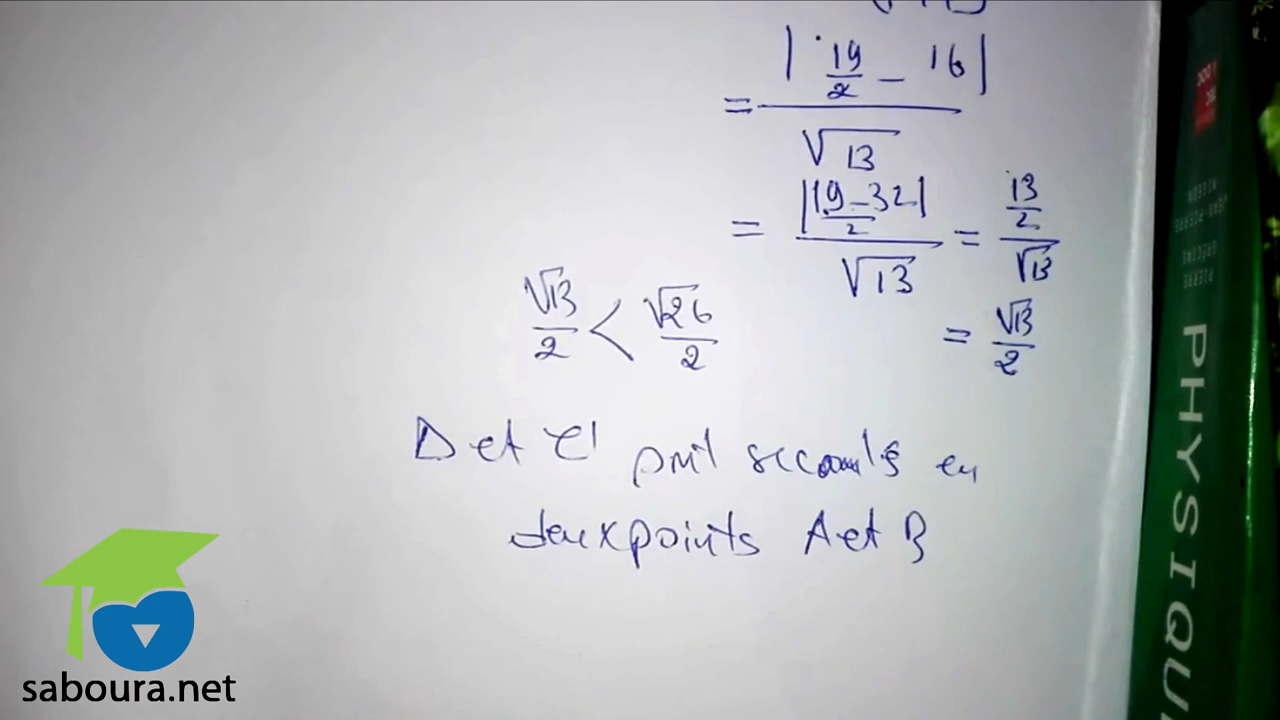 = | 19/2 - 16 | / √13
= | (19 - 32)/2 | / √13 = (13/2) / √13
√13/2 < √26/2
= √13/2
D et C sont sécants en
deux points A et B
saboura.net
PHYSIQU